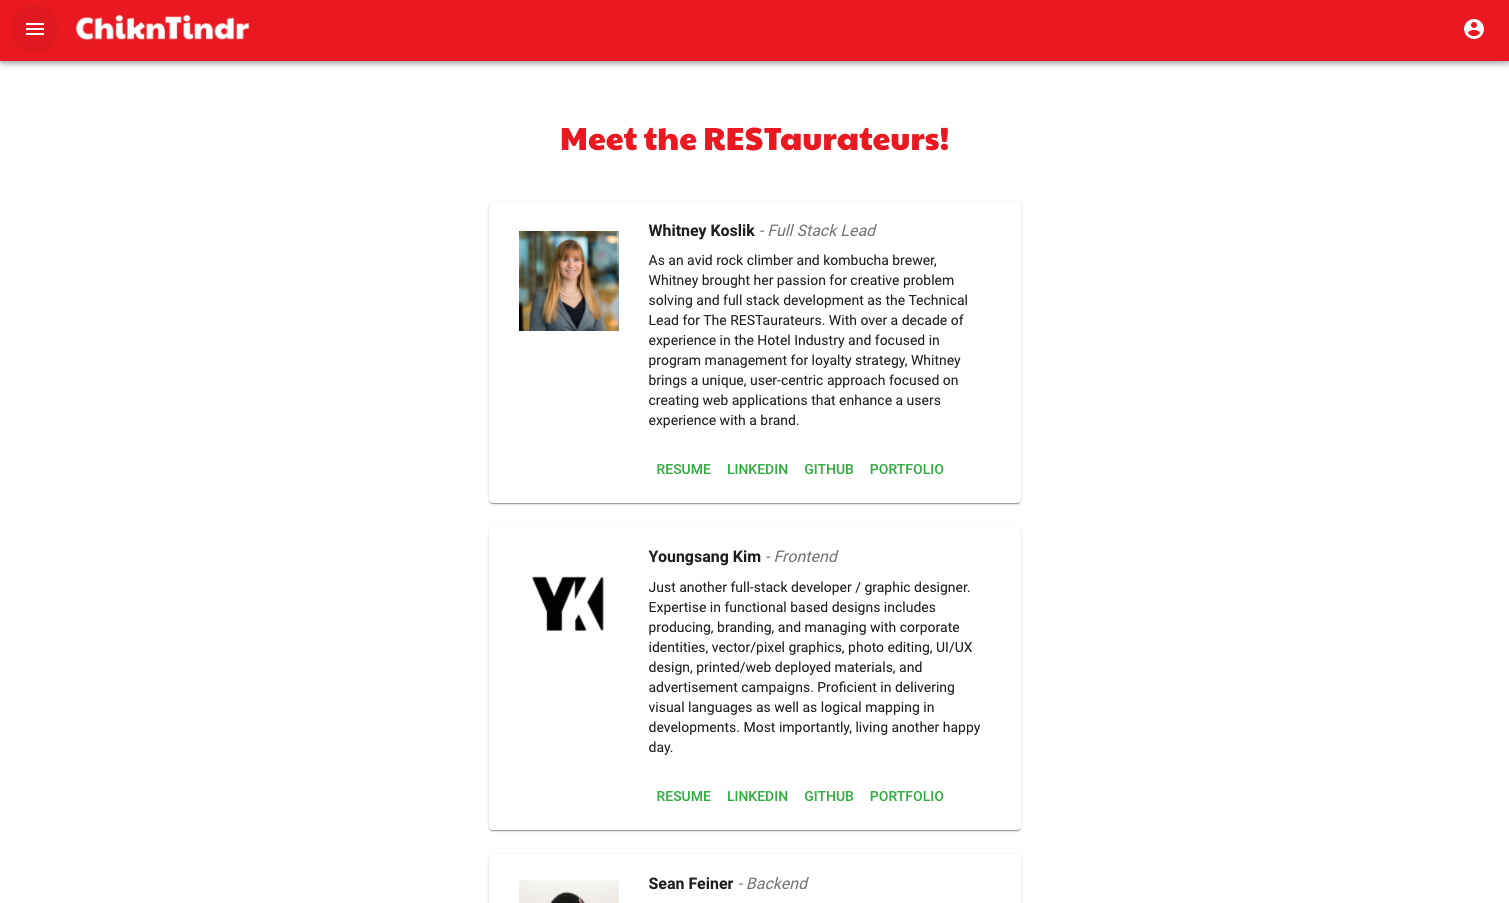 ChiknTindr
Meet the RESTaurateurs!
Whitney Koslik - Full Stack Lead
As an avid rock climber and kombucha brewer,
Whitney brought her passion for creative problem
solving and full stack development as the Technical
Lead for The RESTaurateurs. With over a decade of
experience in the Hotel Industry and focused in
program management for loyalty strategy, Whitney
brings a unique, user-centric approach focused on
creating web applications that enhance a users
experience with a brand.
RESUME LINKEDIN GITHUB PORTFOLIO
YK
Youngsang Kim - Frontend
Just another full-stack developer / graphic designer.
Expertise in functional based designs includes
producing, branding, and managing with corporate
identities, vector/pixel graphics, photo editing, UI/UX
design, printed/web deployed materials, and
advertisement campaigns. Proficient in delivering
visual languages as well as logical mapping in
developments. Most importantly, living another happy
day.
RESUME LINKEDIN GITHUB PORTFOLIO
Sean Feiner - Backend